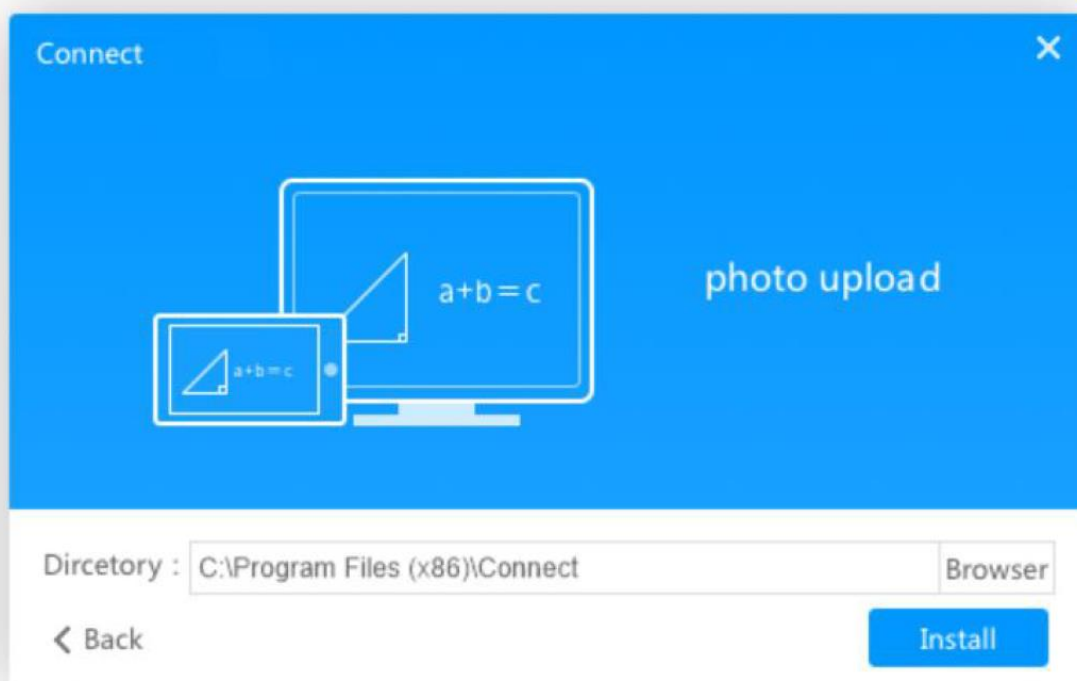 Connect
a+b=c
photo upload
a+b=c
Dircetory : C:\Program Files (x86)\Connect Browser
Back Install